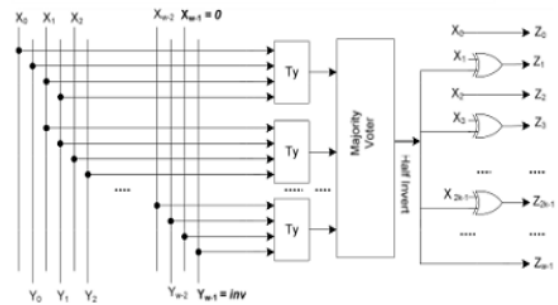 X0 X1 X2 Xw-2 Xw-1 = 0
Ty
Ty
Ty
....
..... ....
Majority Voter
Half Invert
X0 Z0
X1 Z1
X2 Z2
X3 Z3
.... ....
X2k-1 Z2k-1
.... ....
Zw-1
Y0 Y1 Y2 Yw-2 Yw-1 = inv